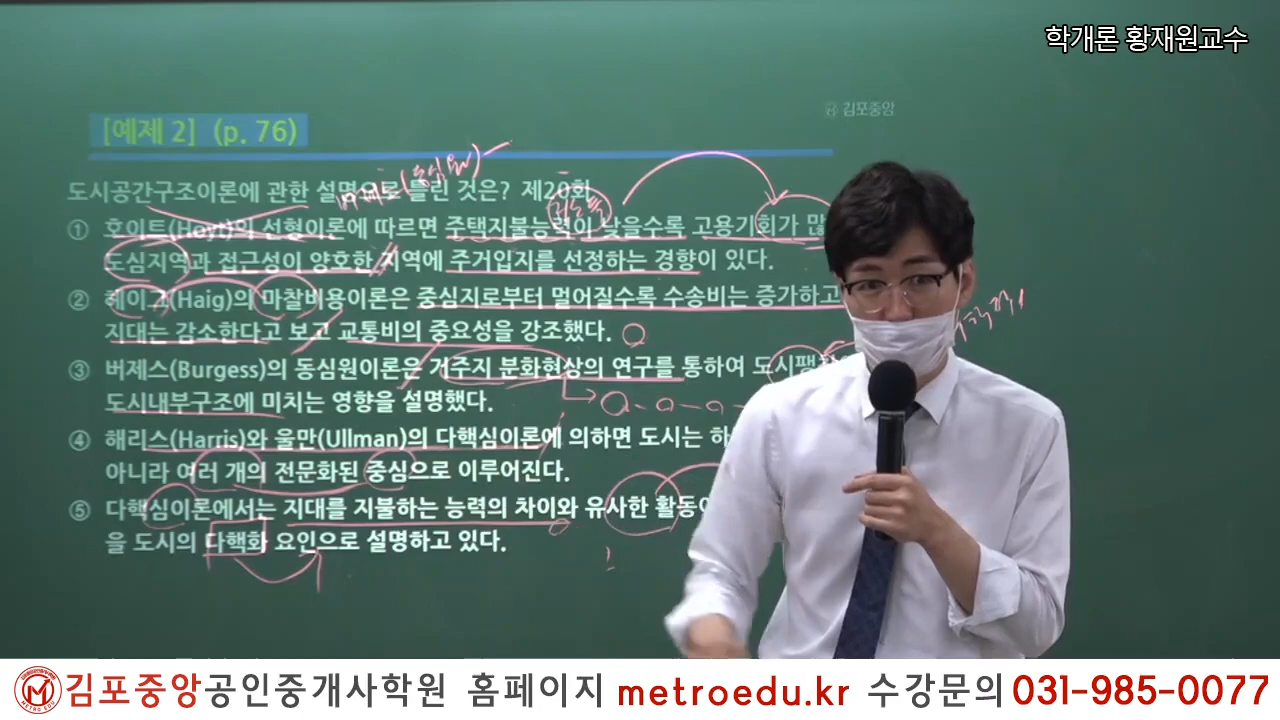 학개론 황재원교수
김포중앙
[예제 2] (p. 76)
도시공간구조이론에 관한 설명으로 틀린 것은? 제20회
① 호이트(Hoyt)의 선형이론에 따르면 주택지불능력이 낮을수록 고용기회가 많
도심지역과 접근성이 양호한 지역에 주거입지를 선정하는 경향이 있다.
② 헤이그(Haig)의 마찰비용이론은 중심지로부터 멀어질수록 수송비는 증가하고
지대는 감소한다고 보고 교통비의 중요성을 강조했다.
③ 버제스(Burgess)의 동심원이론은 거주지 분화현상의 연구를 통하여 도시팽창
도시내부구조에 미치는 영향을 설명했다.
④ 해리스(Harris)와 울만(Ullman)의 다핵심이론에 의하면 도시는 하
아니라 여러 개의 전문화된 중심으로 이루어진다.
⑤ 다핵심이론에서는 지대를 지불하는 능력의 차이와 유사한 활동이
을 도시의 다핵화 요인으로 설명하고 있다.
김포중앙공인중개사학원 홈페이지 metroedu.kr 수강문의 031-985-0077